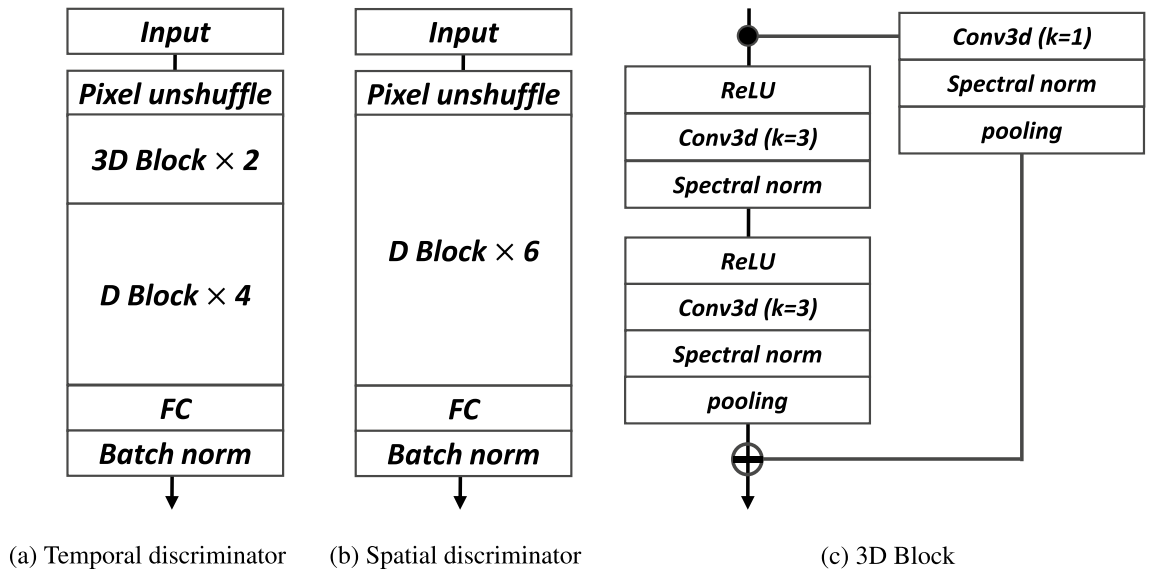 Input
Pixel unshuffle
3D Block × 2
D Block × 4
FC
Batch norm
(a) Temporal discriminator
Input
Pixel unshuffle
D Block × 6
FC
Batch norm
(b) Spatial discriminator
ReLU
Conv3d (k=3)
Spectral norm
ReLU
Conv3d (k=3)
Spectral norm
pooling
Conv3d (k=1)
Spectral norm
pooling
(c) 3D Block